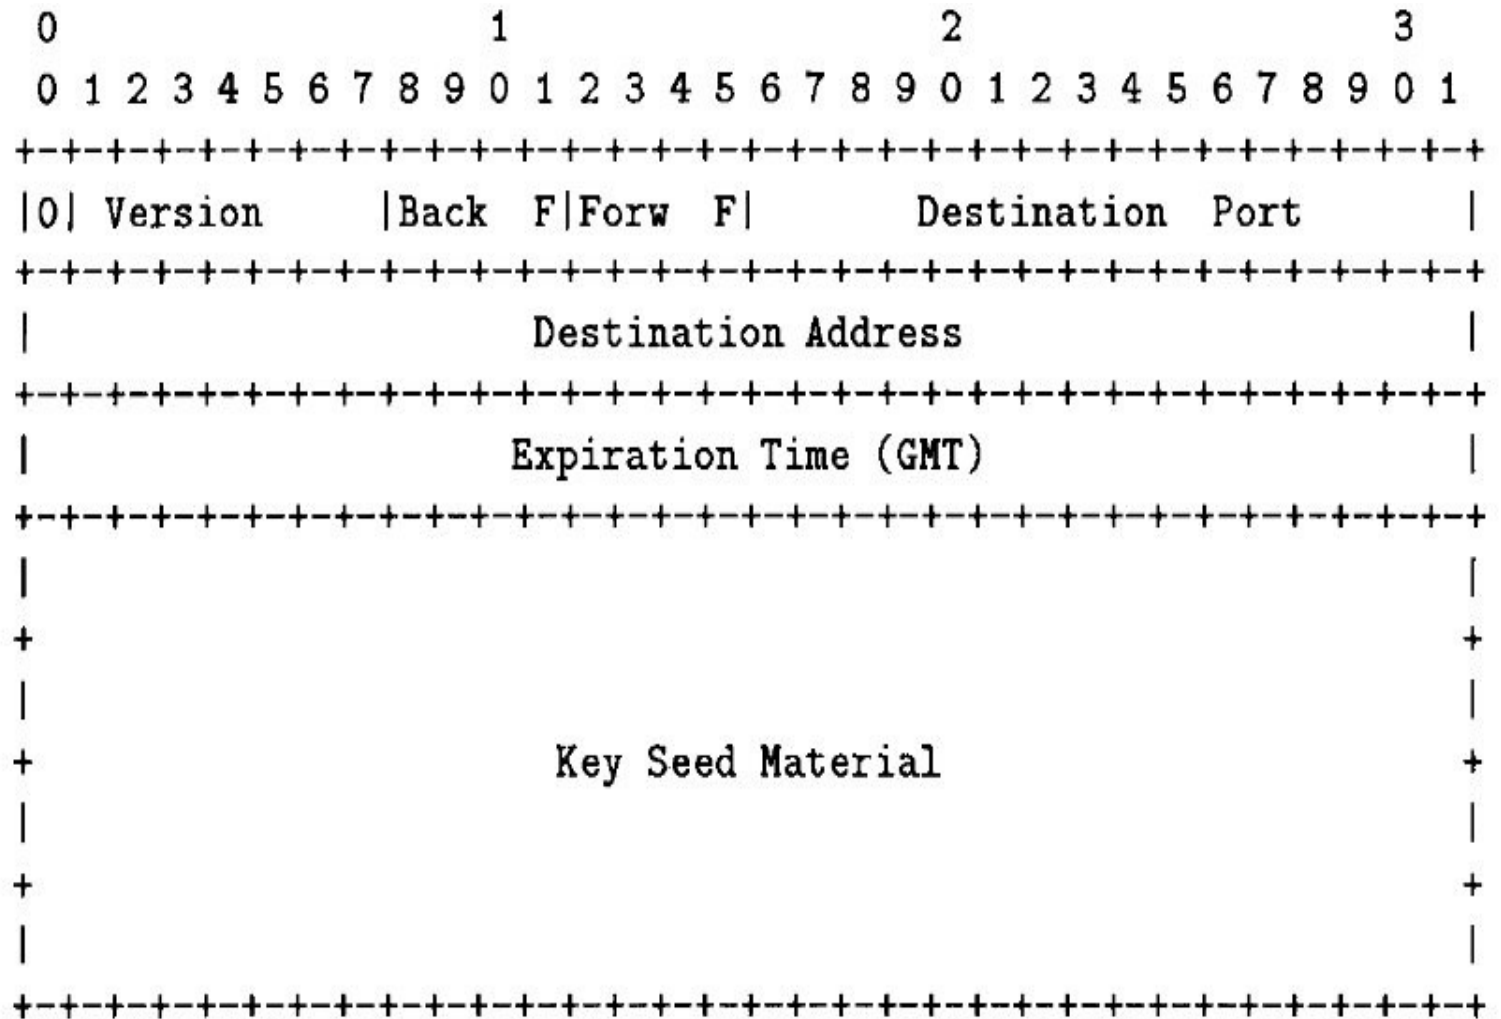 0                   1                   2                   3
 0 1 2 3 4 5 6 7 8 9 0 1 2 3 4 5 6 7 8 9 0 1 2 3 4 5 6 7 8 9 0 1
+-+-+-+-+-+-+-+-+-+-+-+-+-+-+-+-+-+-+-+-+-+-+-+-+-+-+-+-+-+-+-+-+
|0| Version     |Back  F|Forw  F|       Destination  Port       |
+-+-+-+-+-+-+-+-+-+-+-+-+-+-+-+-+-+-+-+-+-+-+-+-+-+-+-+-+-+-+-+-+
|                      Destination Address                      |
+-+-+-+-+-+-+-+-+-+-+-+-+-+-+-+-+-+-+-+-+-+-+-+-+-+-+-+-+-+-+-+-+
|                     Expiration Time (GMT)                     |
+-+-+-+-+-+-+-+-+-+-+-+-+-+-+-+-+-+-+-+-+-+-+-+-+-+-+-+-+-+-+-+-+
|                                                               |
+                                                               +
|                                                               |
+                       Key Seed Material                       +
|                                                               |
+                                                               +
|                                                               |
+-+-+-+-+-+-+-+-+-+-+-+-+-+-+-+-+-+-+-+-+-+-+-+-+-+-+-+-+-+-+-+-+